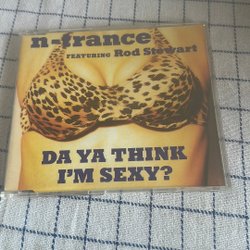 n-trance
FEATURING Rod Stewart
DA YA THINK
I'M SEXY?